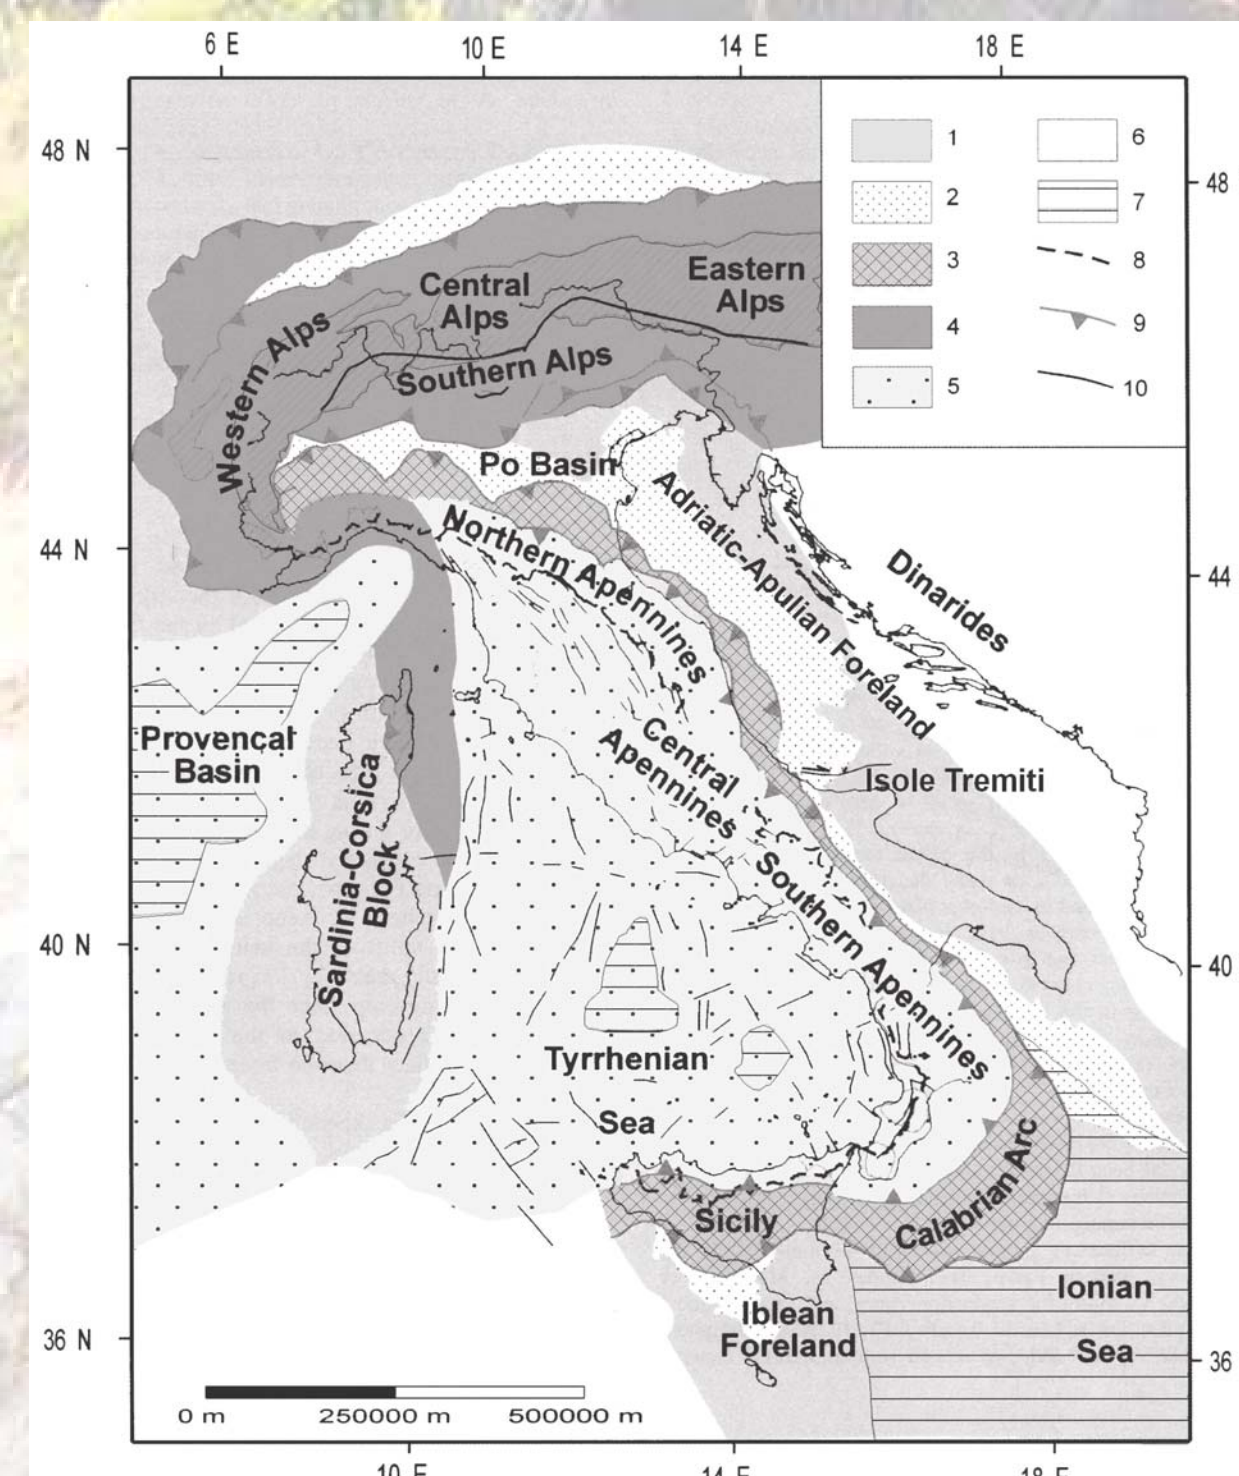 6 E 10 E 14 E 18 E
48 N
48
1 6
2 7
3 8
4 9
5 10
Central
Alps
Eastern
Alps
Western Alps
Southern Alps
Po Basin
44 N
44
Northern Apennines
Adriatic-Apulian Foreland
Dinarides
Provencal
Basin
Central
Apennines
Isole Tremiti
Sardinia-Corsica
Block
Southern Apennines
40 N
40
Tyrrhenian
Sea
Sicily
Calabrian Arc
Ionian
Sea
Iblean
Foreland
36 N
36
0 m 250000 m 500000 m
10 E 14 E 18 E